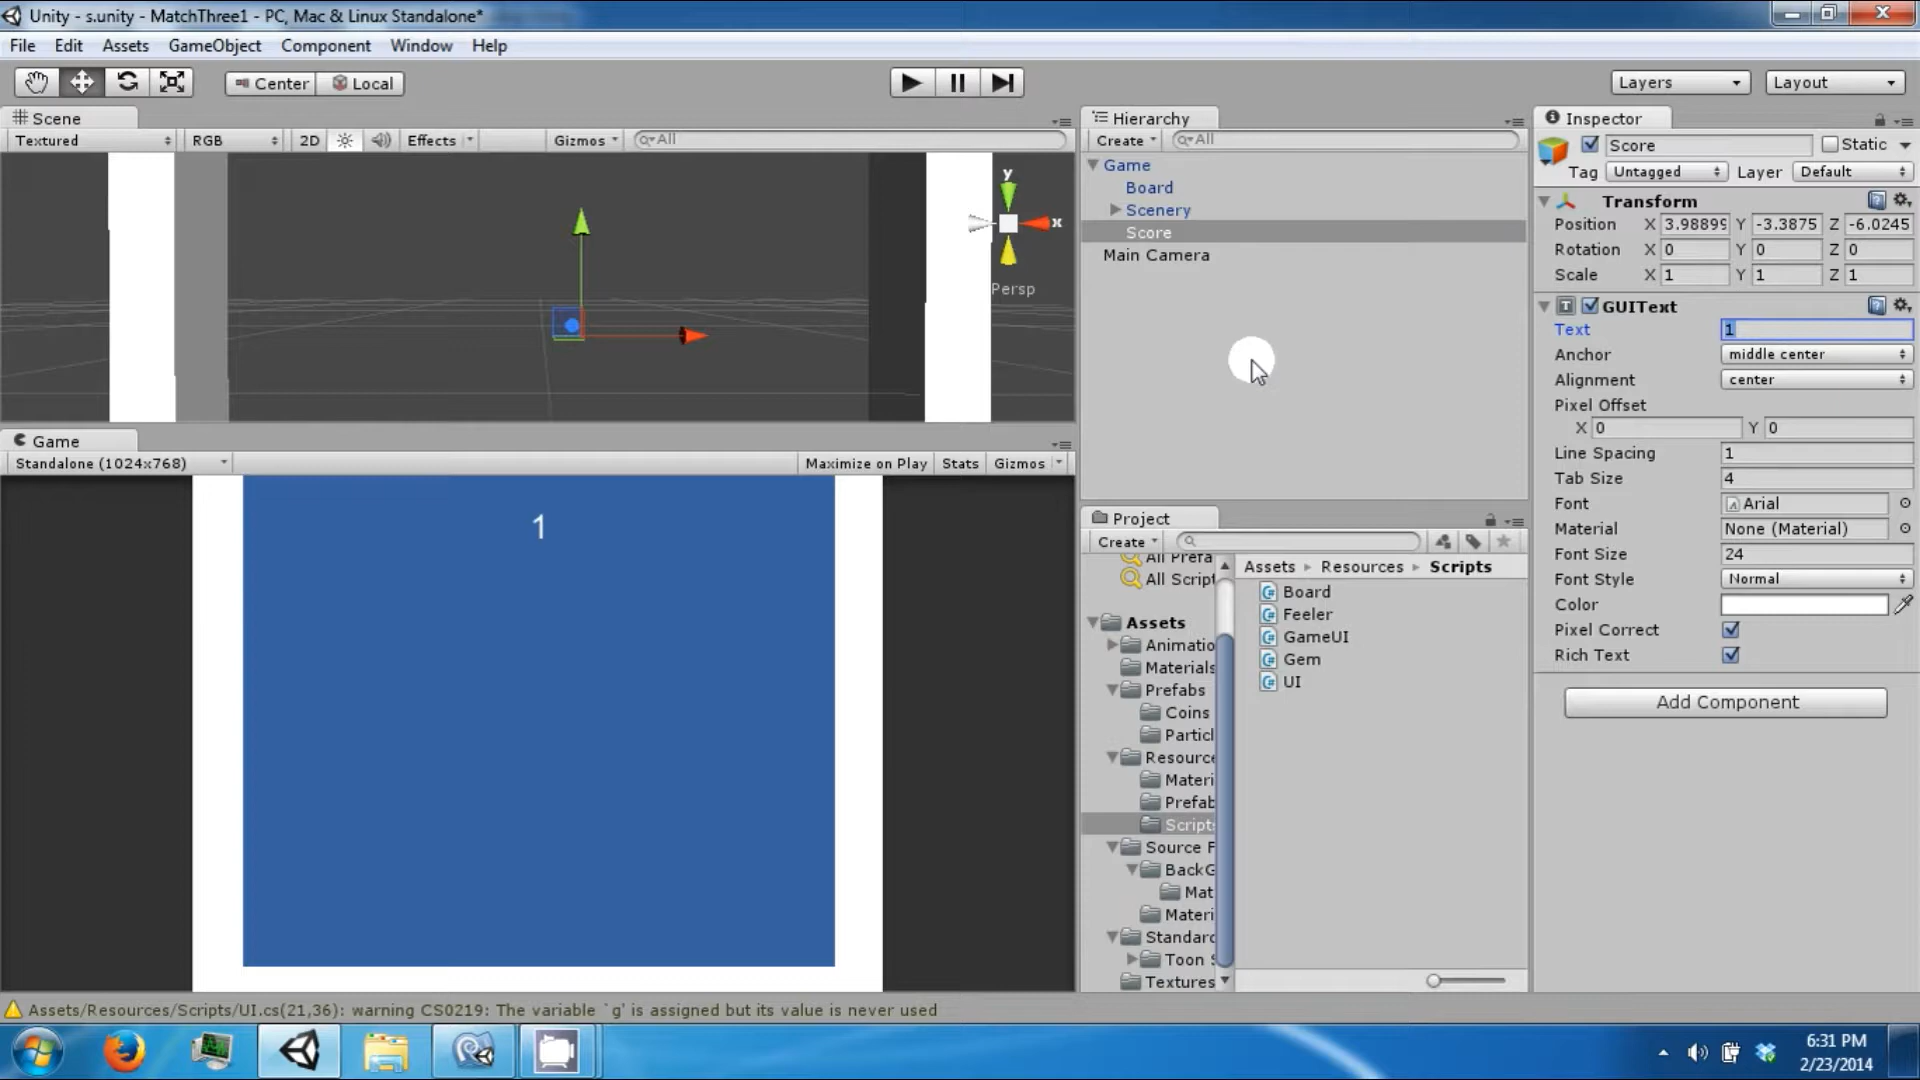 Unity - s.unity - MatchThree1 - PC, Mac & Linux Standalone*
File Edit Assets GameObject Component Window Help
Center Local
Layers Layout
Scene
Textured RGB 2D Effects Gizmos All
y
x
Persp
Game
Standalone (1024x768) Maximize on Play Stats Gizmos
1
Hierarchy
Create All
Game
Board
Scenery
Score
Main Camera
Project
Create
All Prefa
All Script
Assets
Animatio
Materials
Prefabs
Coins
Particl
Resource
Materi
Prefab
Script
Source F
BackG
Mat
Materi
Standard
Toon S
Textures
Assets Resources Scripts
Board
Feeler
GameUI
Gem
UI
Inspector
Score Static
Tag Untagged Layer Default
Transform
Position X 3.98899 Y -3.3875 Z -6.0245
Rotation X 0 Y 0 Z 0
Scale X 1 Y 1 Z 1
GUIText
Text 1
Anchor middle center
Alignment center
Pixel Offset
X 0 Y 0
Line Spacing 1
Tab Size 4
Font Arial
Material None (Material)
Font Size 24
Font Style Normal
Color
Pixel Correct
Rich Text
Add Component
Assets/Resources/Scripts/UI.cs(21,36): warning CS0219: The variable `g' is assigned but its value is never used
6:31 PM
2/23/2014